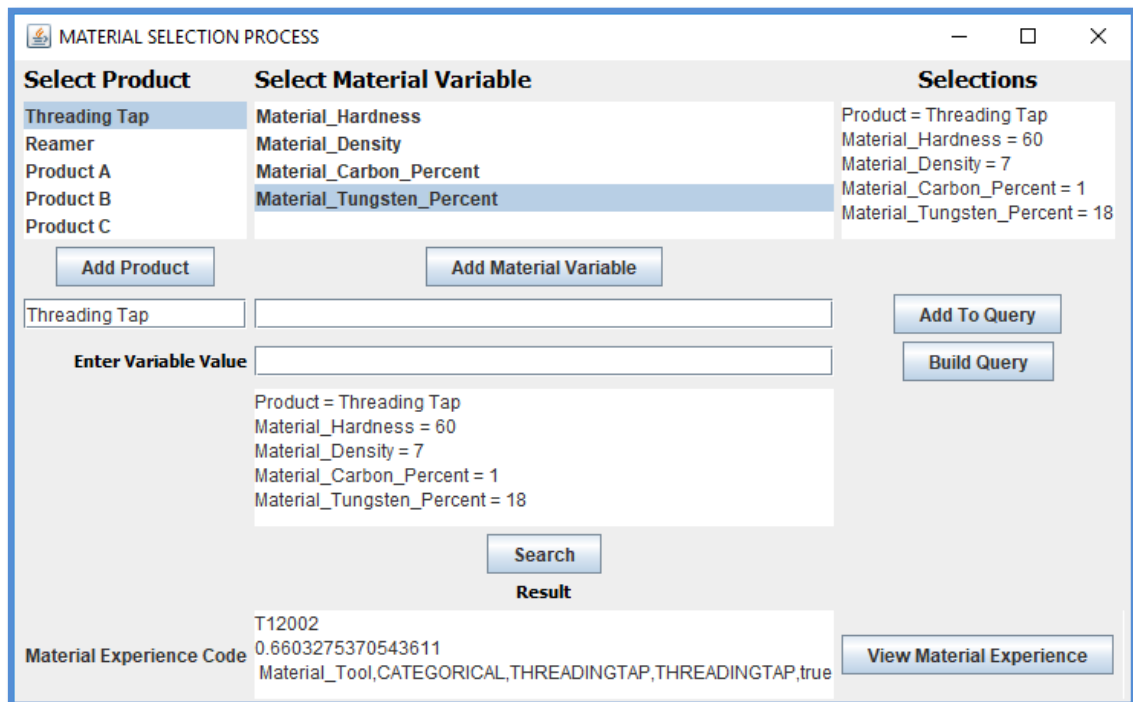 MATERIAL SELECTION PROCESS
Select Product
Select Material Variable
Selections
Threading Tap
Reamer
Product A
Product B
Product C
Material_Hardness
Material_Density
Material_Carbon_Percent
Material_Tungsten_Percent
Product = Threading Tap
Material_Hardness = 60
Material_Density = 7
Material_Carbon_Percent = 1
Material_Tungsten_Percent = 18
Add Product
Add Material Variable
Threading Tap
Add To Query
Enter Variable Value
Build Query
Product = Threading Tap
Material_Hardness = 60
Material_Density = 7
Material_Carbon_Percent = 1
Material_Tungsten_Percent = 18
Search
Result
Material Experience Code
T12002
0.6603275370543611
Material_Tool,CATEGORICAL,THREADINGTAP,THREADINGTAP,true
View Material Experience